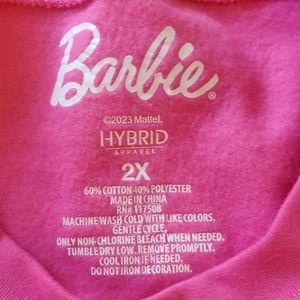 Barbie®
©2023 Mattel.
HYBRID
APPAREL
2X
60% COTTON 40% POLYESTER
MADE IN CHINA
RN# 117508
MACHINE WASH COLD WITH LIKE COLORS.
GENTLE CYCLE.
ONLY NON-CHLORINE BLEACH WHEN NEEDED.
TUMBLE DRY LOW. REMOVE PROMPTLY.
COOL IRON IF NEEDED.
DO NOT IRON DECORATION.